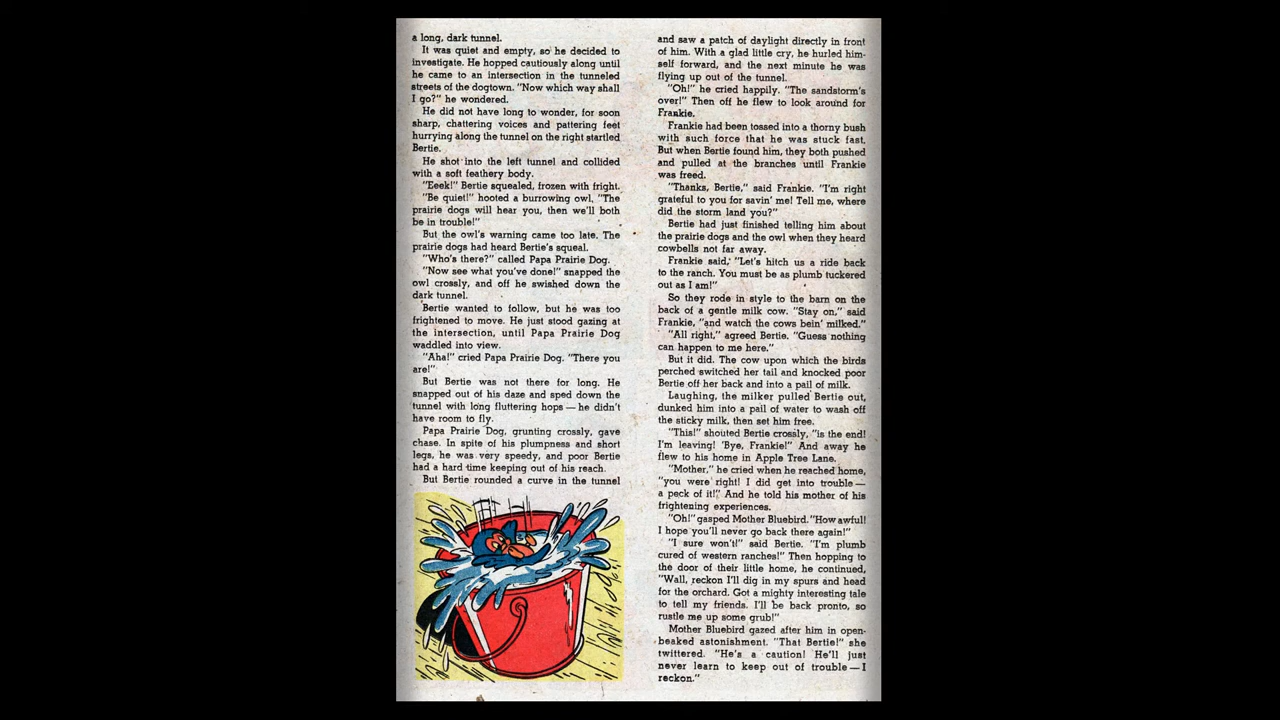 a long, dark tunnel.
It was quiet and empty, so he decided to
investigate. He hopped cautiously along until
he came to an intersection in the tunneled
streets of the dogtown. "Now which way shall
I go?" he wondered.
He did not have long to wonder, for soon
sharp, chattering voices and pattering feet
hurrying along the tunnel on the right startled
Bertie.
He shot into the left tunnel and collided
with a soft feathery body.
"Eeek!" Bertie squealed, frozen with fright.
"Be quiet!" hooted a burrowing owl. "The
prairie dogs will hear you, then we'll both
be in trouble!"
But the owl's warning came too late. The
prairie dogs had heard Bertie's squeal.
"Who's there?" called Papa Prairie Dog.
"Now see what you've done!" snapped the
owl crossly, and off he swished down the
dark tunnel.
Bertie wanted to follow, but he was too
frightened to move. He just stood gazing at
the intersection, until Papa Prairie Dog
waddled into view.
"Aha!" cried Papa Prairie Dog. "There you
are!"
But Bertie was not there for long. He
snapped out of his daze and sped down the
tunnel with long fluttering hops — he didn't
have room to fly.
Papa Prairie Dog, grunting crossly, gave
chase. In spite of his plumpness and short
legs, he was very speedy, and poor Bertie
had a hard time keeping out of his reach.
But Bertie rounded a curve in the tunnel
and saw a patch of daylight directly in front
of him. With a glad little cry, he hurled him-
self forward, and the next minute he was
flying up out of the tunnel.
"Oh!" he cried happily. "The sandstorm's
over!" Then off he flew to look around for
Frankie.
Frankie had been tossed into a thorny bush
with such force that he was stuck fast.
But when Bertie found him, they both pushed
and pulled at the branches until Frankie
was freed.
"Thanks, Bertie," said Frankie. "I'm right
grateful to you for savin' me! Tell me, where
did the storm land you?"
Bertie had just finished telling him about
the prairie dogs and the owl when they heard
cowbells not far away.
Frankie said, "Let's hitch us a ride back
to the ranch. You must be as plumb tuckered
out as I am!"
So they rode in style to the barn on the
back of a gentle milk cow. "Stay on," said
Frankie, "and watch the cows bein' milked."
"All right," agreed Bertie. "Guess nothing
can happen to me here."
But it did. The cow upon which the birds
perched switched her tail and knocked poor
Bertie off her back and into a pail of milk.
Laughing, the milker pulled Bertie out,
dunked him into a pail of water to wash off
the sticky milk, then set him free.
"This!" shouted Bertie crossly, "is the end!
I'm leaving! 'Bye, Frankie!" And away he
flew to his home in Apple Tree Lane.
"Mother," he cried when he reached home,
"you were right! I did get into trouble —
a peck of it!" And he told his mother of his
frightening experiences.
"Oh!" gasped Mother Bluebird. "How awful!
I hope you'll never go back there again!"
"I sure won't!" said Bertie. "I'm plumb
cured of western ranches!" Then hopping to
the door of their little home, he continued,
"Wall, reckon I'll dig in my spurs and head
for the orchard. Got a mighty interesting tale
to tell my friends. I'll be back pronto, so
rustle me up some grub!"
Mother Bluebird gazed after him in open-
beaked astonishment. "That Bertie!" she
twittered. "He's a caution! He'll just
never learn to keep out of trouble — I
reckon."